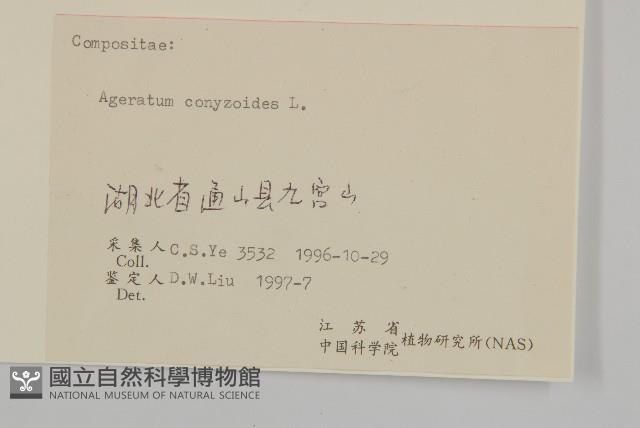 Compositae:
Ageratum conyzoides L.
湖北省通山县九宫山
采集人 C.S.Ye 3532 1996-10-29
Coll.
鉴定人 D.W.Liu 1997-7
Det.
江苏省
中国科学院 植物研究所(NAS)
國立自然科學博物館
NATIONAL MUSEUM OF NATURAL SCIENCE